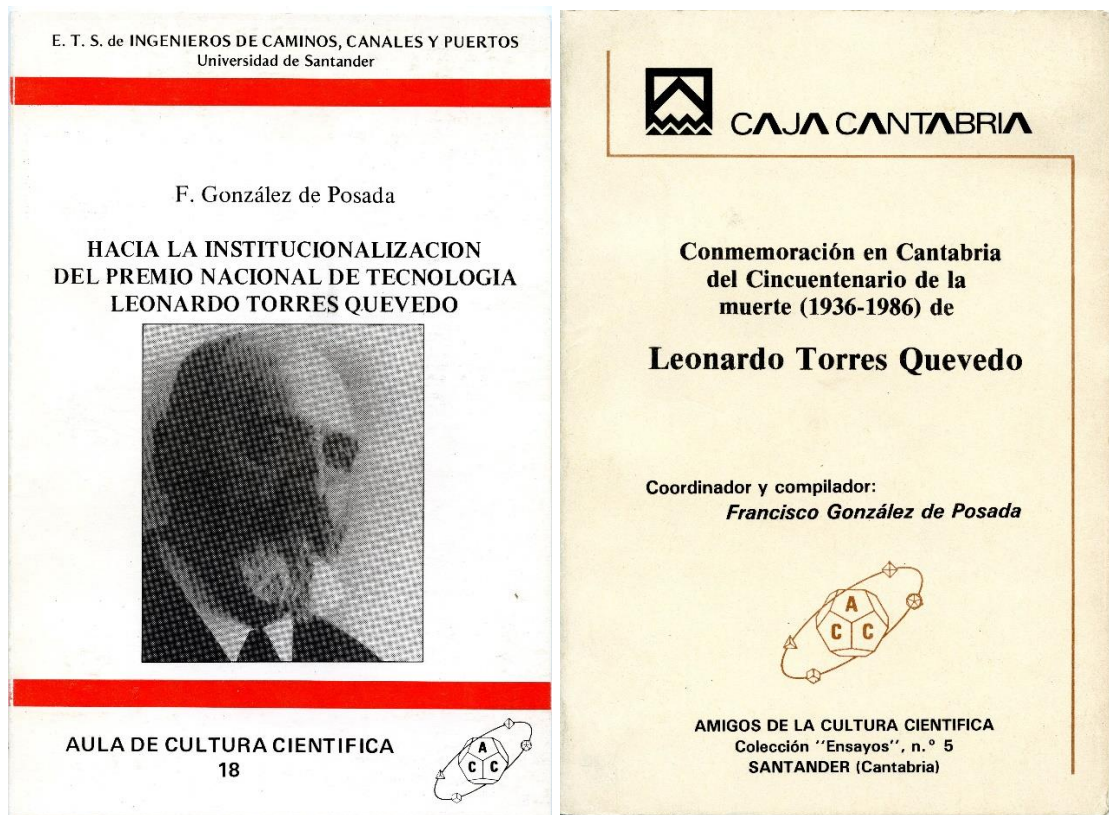 E. T. S. de INGENIEROS DE CAMINOS, CANALES Y PUERTOS
Universidad de Santander
F. González de Posada
HACIA LA INSTITUCIONALIZACION
DEL PREMIO NACIONAL DE TECNOLOGIA
LEONARDO TORRES QUEVEDO
AULA DE CULTURA CIENTIFICA
18
A
C C
CAJA CANTABRIA
Conmemoración en Cantabria
del Cincuentenario de la
muerte (1936-1986) de
Leonardo Torres Quevedo
Coordinador y compilador:
Francisco González de Posada
A
C C
AMIGOS DE LA CULTURA CIENTIFICA
Colección "Ensayos", n.º 5
SANTANDER (Cantabria)